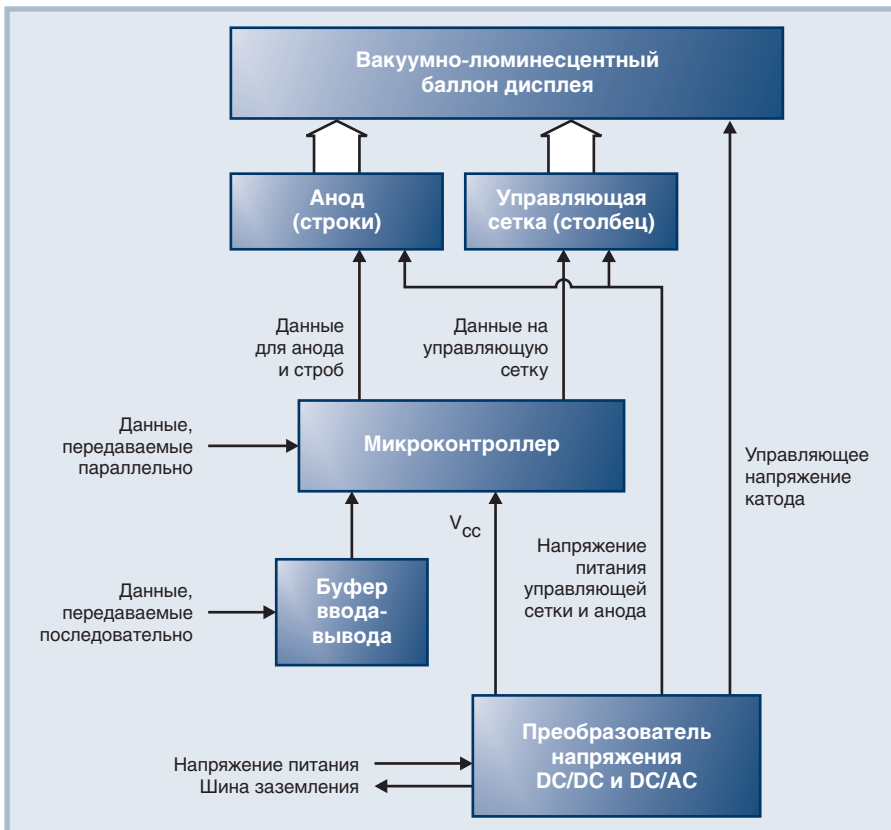 Вакуумно-люминесцентный
баллон дисплея
Анод
(строки)
Управляющая
сетка (столбец)
Данные
для анода
и строб
Данные на
управляющую
сетку
Данные,
передаваемые
параллельно
Микроконтроллер
Управляющее
напряжение
катода
V_CC
Напряжение
питания
управляющей
сетки и анода
Данные,
передаваемые
последовательно
Буфер
ввода-
вывода
Преобразователь
напряжения
DC/DC и DC/AC
Напряжение питания
Шина заземления